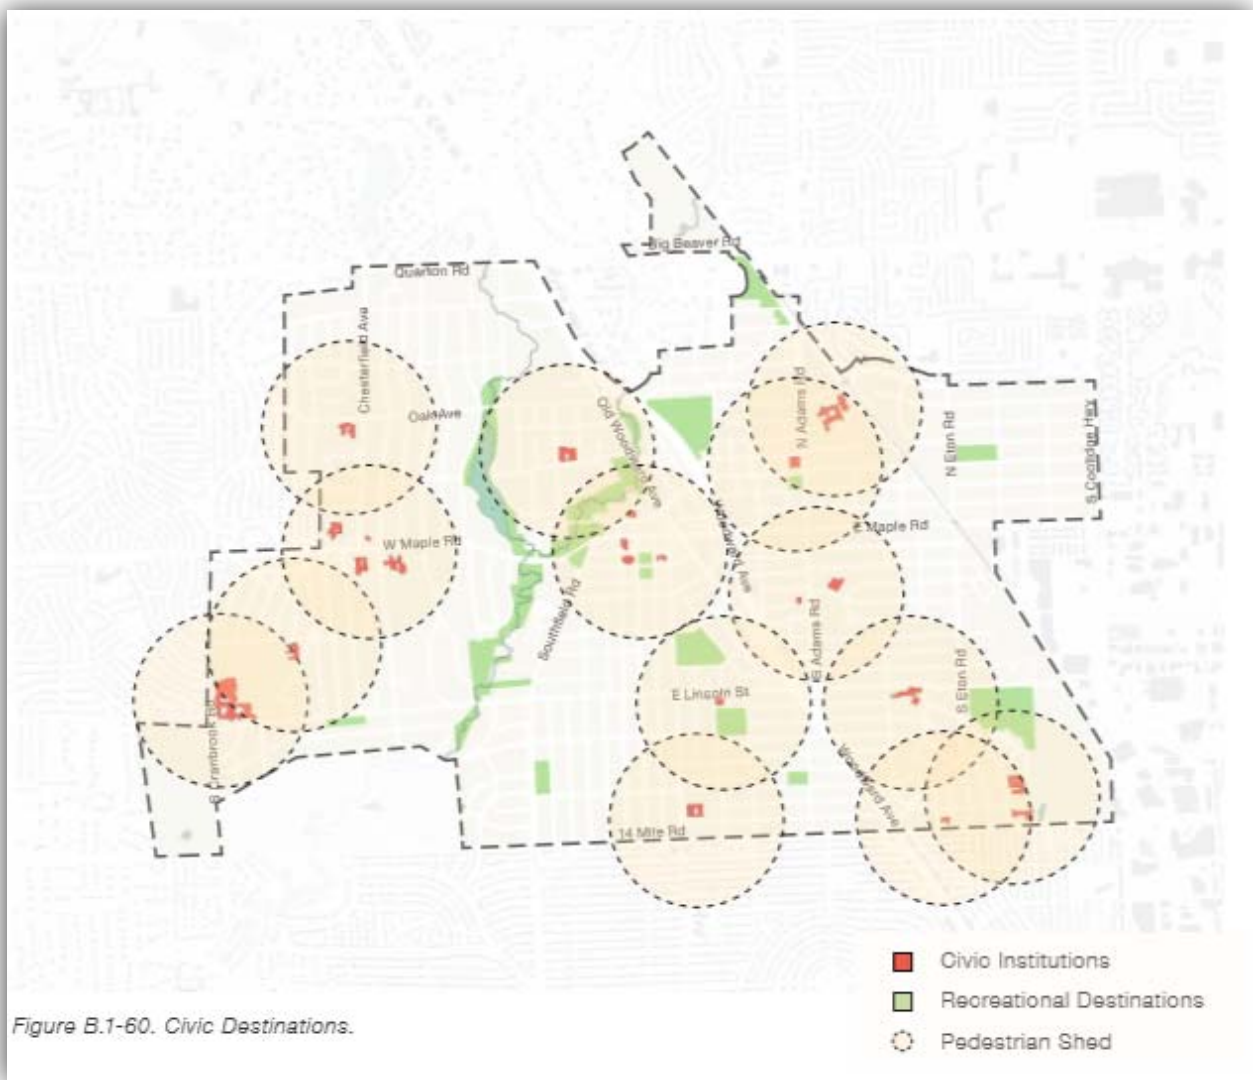 Big Beaver Rd
Quarton Rd
Chesterfield Ave
Oak Ave
Old Woodward Ave
N Adams Rd
N Eton Rd
S Coolidge Hwy
W Maple Rd
E Maple Rd
Woodward Ave
Southfield Rd
S Adams Rd
E Lincoln St
S Eton Rd
S Cranbrook Rd
Woodward Ave
14 Mile Rd
Civic Institutions
Recreational Destinations
Pedestrian Shed
Figure B.1-60. Civic Destinations.